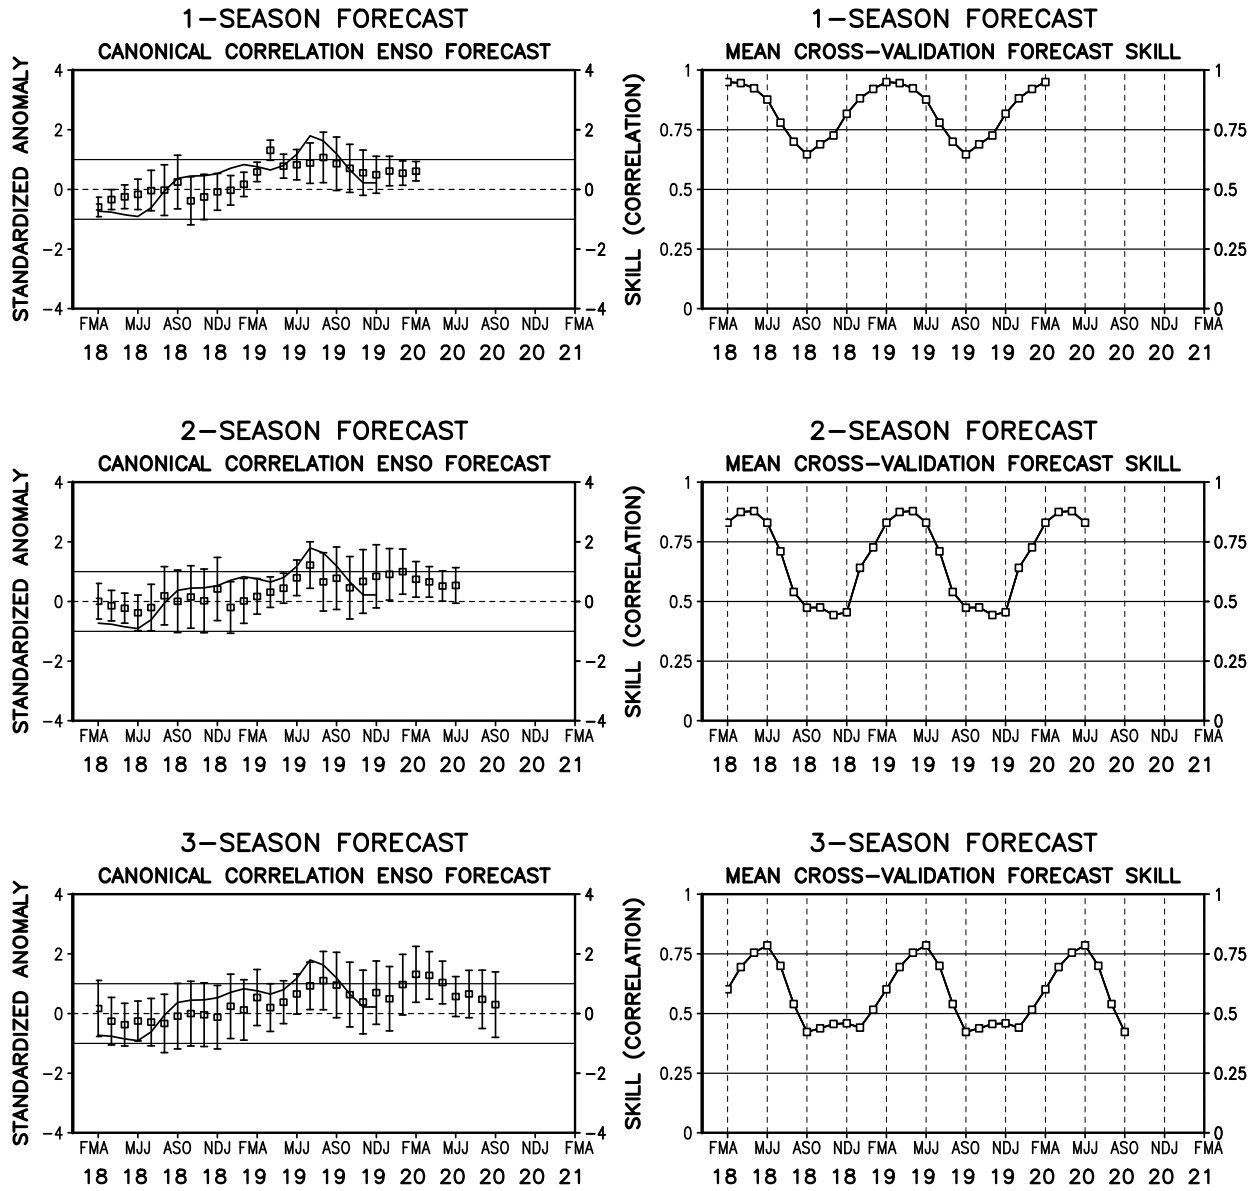 1-SEASON FORECAST
CANONICAL CORRELATION ENSO FORECAST
STANDARDIZED ANOMALY
4
2
0
-2
-4
4
2
0
-2
-4
FMA MJJ ASO NDJ FMA MJJ ASO NDJ FMA MJJ ASO NDJ FMA
18 18 18 18 19 19 19 19 20 20 20 20 21
1-SEASON FORECAST
MEAN CROSS-VALIDATION FORECAST SKILL
SKILL (CORRELATION)
1
0.75
0.5
0.25
0
1
0.75
0.5
0.25
0
FMA MJJ ASO NDJ FMA MJJ ASO NDJ FMA MJJ ASO NDJ FMA
18 18 18 18 19 19 19 19 20 20 20 20 21
2-SEASON FORECAST
CANONICAL CORRELATION ENSO FORECAST
STANDARDIZED ANOMALY
4
2
0
-2
-4
4
2
0
-2
-4
FMA MJJ ASO NDJ FMA MJJ ASO NDJ FMA MJJ ASO NDJ FMA
18 18 18 18 19 19 19 19 20 20 20 20 21
2-SEASON FORECAST
MEAN CROSS-VALIDATION FORECAST SKILL
SKILL (CORRELATION)
1
0.75
0.5
0.25
0
1
0.75
0.5
0.25
0
FMA MJJ ASO NDJ FMA MJJ ASO NDJ FMA MJJ ASO NDJ FMA
18 18 18 18 19 19 19 19 20 20 20 20 21
3-SEASON FORECAST
CANONICAL CORRELATION ENSO FORECAST
STANDARDIZED ANOMALY
4
2
0
-2
-4
4
2
0
-2
-4
FMA MJJ ASO NDJ FMA MJJ ASO NDJ FMA MJJ ASO NDJ FMA
18 18 18 18 19 19 19 19 20 20 20 20 21
3-SEASON FORECAST
MEAN CROSS-VALIDATION FORECAST SKILL
SKILL (CORRELATION)
1
0.75
0.5
0.25
0
1
0.75
0.5
0.25
0
FMA MJJ ASO NDJ FMA MJJ ASO NDJ FMA MJJ ASO NDJ FMA
18 18 18 18 19 19 19 19 20 20 20 20 21